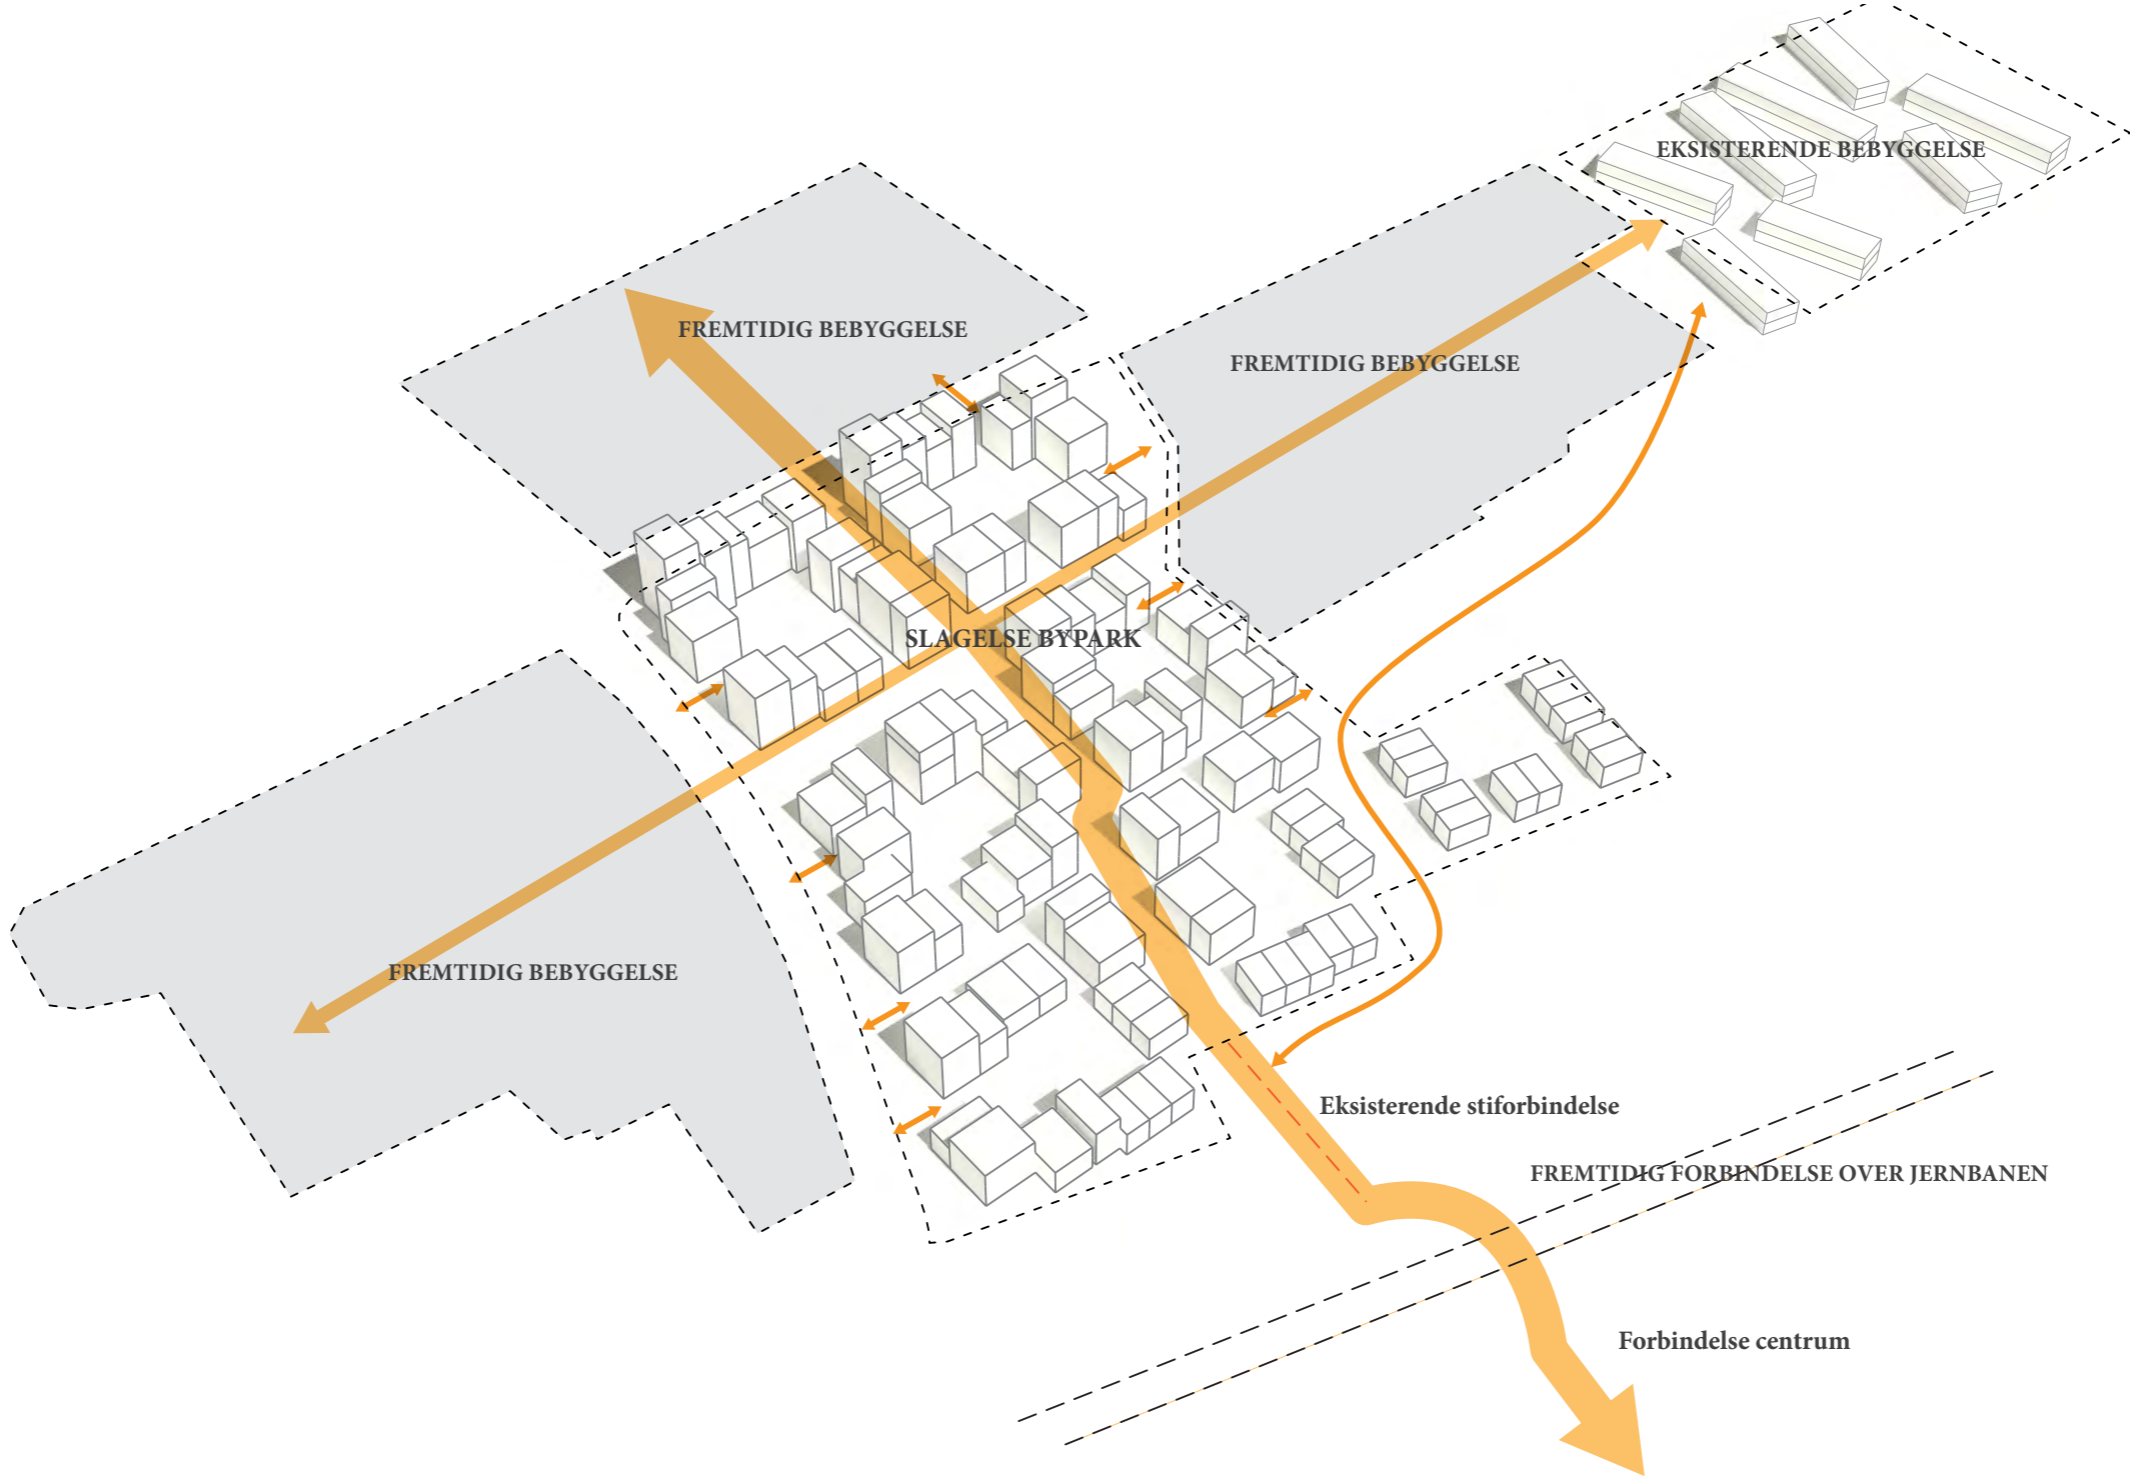 EKSISTERENDE BEBYGGELSE
FREMTIDIG BEBYGGELSE
FREMTIDIG BEBYGGELSE
SLAGELSE BYPARK
FREMTIDIG BEBYGGELSE
Eksisterende stiforbindelse
FREMTIDIG FORBINDELSE OVER JERNBANEN
Forbindelse centrum